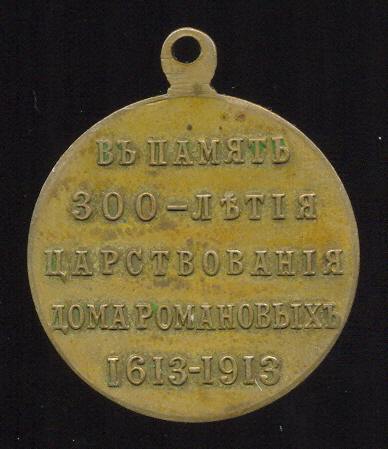 ВЪ ПАМЯТЬ
300-ЛѢТІЯ
ЦАРСТВОВАНІЯ
ДОМА РОМАНОВЫХЪ
1613-1913